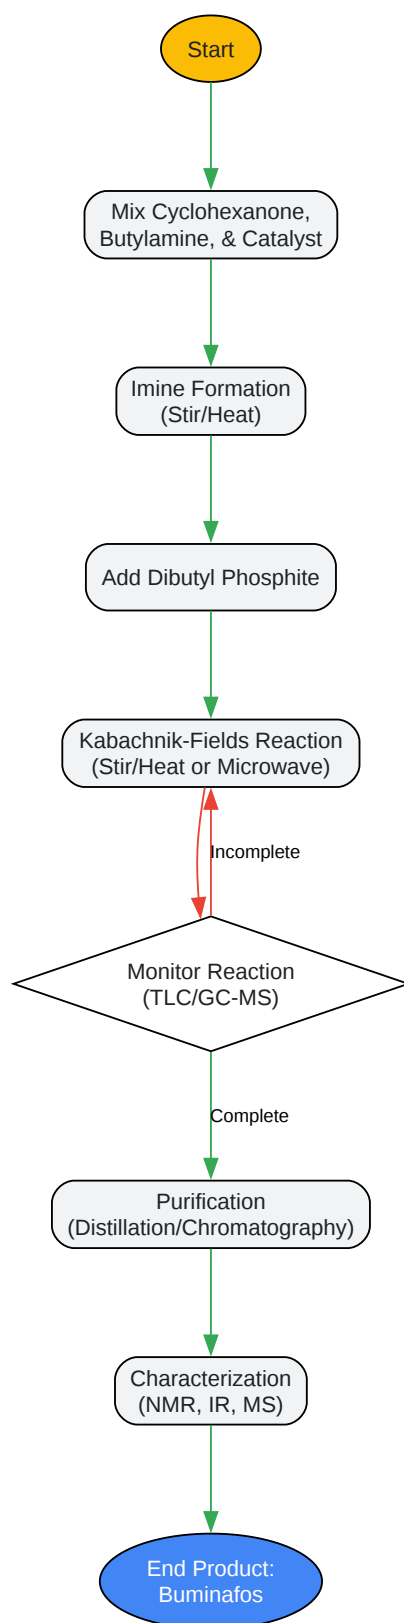 Start
Mix Cyclohexanone,
Butylamine, & Catalyst
Imine Formation
(Stir/Heat)
Add Dibutyl Phosphite
Kabachnik-Fields Reaction
(Stir/Heat or Microwave)
Incomplete
Monitor Reaction
(TLC/GC-MS)
Complete
Purification
(Distillation/Chromatography)
Characterization
(NMR, IR, MS)
End Product:
Buminafos